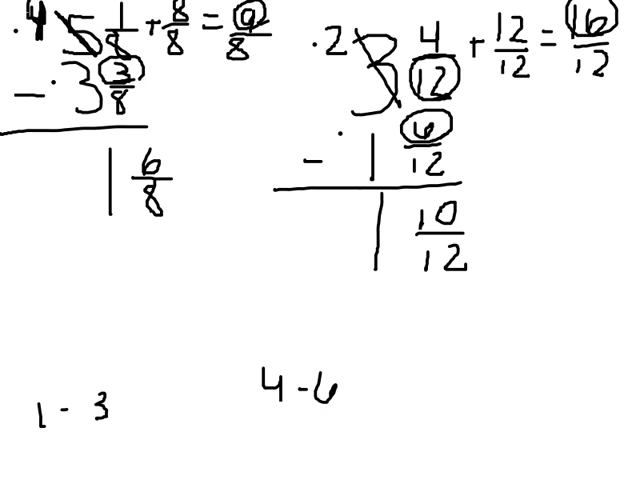 4 5 1/8 + 8/8 = 9/8
- 3 3/8
1 6/8
2 3 4/12 + 12/12 = 16/12
- 1 6/12
1 10/12
1 - 3
4 - 6